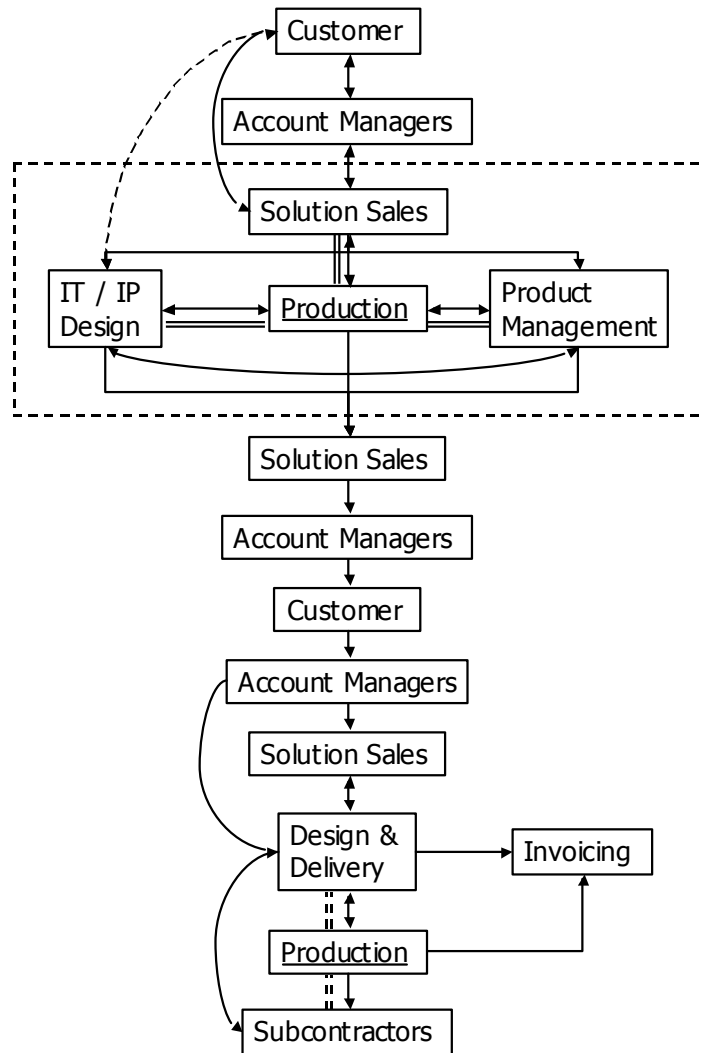 Customer
Account Managers
Solution Sales
IT / IP
Design
Production
Product
Management
Solution Sales
Account Managers
Customer
Account Managers
Solution Sales
Design &
Delivery
Invoicing
Production
Subcontractors